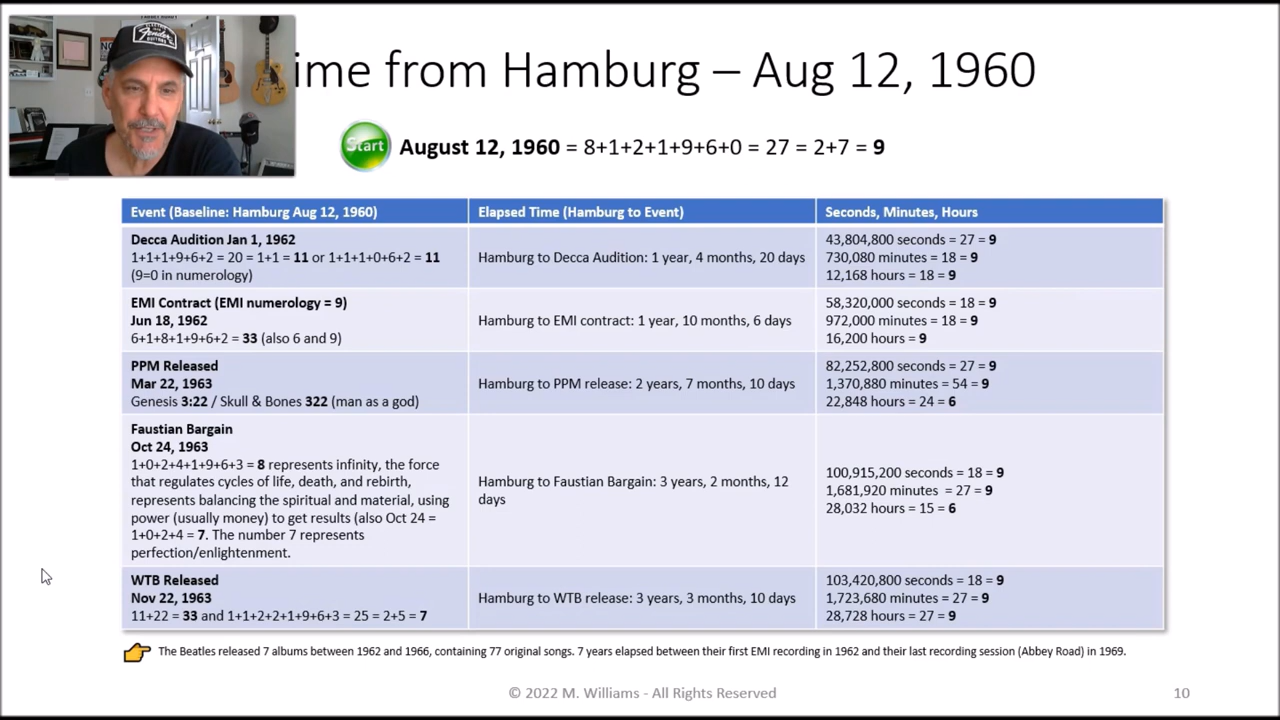 ime from Hamburg – Aug 12, 1960
Fender
Start
August 12, 1960 = 8+1+2+1+9+6+0 = 27 = 2+7 = 9
Event (Baseline: Hamburg Aug 12, 1960)
Elapsed Time (Hamburg to Event)
Seconds, Minutes, Hours
Decca Audition Jan 1, 1962
1+1+1+9+6+2 = 20 = 1+1 = 11 or 1+1+1+0+6+2 = 11
(9=0 in numerology)
Hamburg to Decca Audition: 1 year, 4 months, 20 days
43,804,800 seconds = 27 = 9
730,080 minutes = 18 = 9
12,168 hours = 18 = 9
EMI Contract (EMI numerology = 9)
Jun 18, 1962
6+1+8+1+9+6+2 = 33 (also 6 and 9)
Hamburg to EMI contract: 1 year, 10 months, 6 days
58,320,000 seconds = 18 = 9
972,000 minutes = 18 = 9
16,200 hours = 9
PPM Released
Mar 22, 1963
Genesis 3:22 / Skull & Bones 322 (man as a god)
Hamburg to PPM release: 2 years, 7 months, 10 days
82,252,800 seconds = 27 = 9
1,370,880 minutes = 54 = 9
22,848 hours = 24 = 6
Faustian Bargain
Oct 24, 1963
1+0+2+4+1+9+6+3 = 8 represents infinity, the force
that regulates cycles of life, death, and rebirth,
represents balancing the spiritual and material, using
power (usually money) to get results (also Oct 24 =
1+0+2+4 = 7. The number 7 represents
perfection/enlightenment.
Hamburg to Faustian Bargain: 3 years, 2 months, 12
days
100,915,200 seconds = 18 = 9
1,681,920 minutes  = 27 = 9
28,032 hours = 15 = 6
WTB Released
Nov 22, 1963
11+22 = 33 and 1+1+2+2+1+9+6+3 = 25 = 2+5 = 7
Hamburg to WTB release: 3 years, 3 months, 10 days
103,420,800 seconds = 18 = 9
1,723,680 minutes = 27 = 9
28,728 hours = 27 = 9
The Beatles released 7 albums between 1962 and 1966, containing 77 original songs. 7 years elapsed between their first EMI recording in 1962 and their last recording session (Abbey Road) in 1969.
© 2022 M. Williams - All Rights Reserved
10